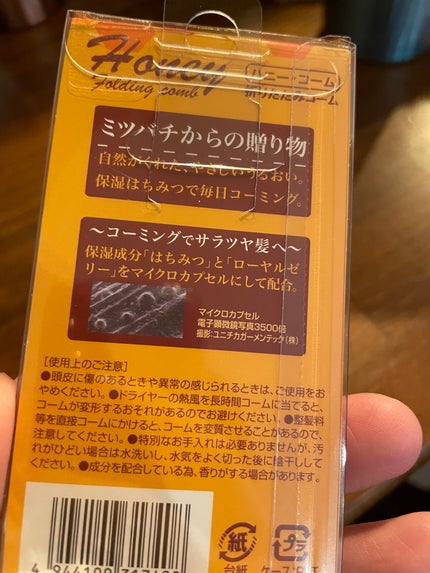 Honey
Folding comb
ハニーコーム
折りたたみコーム
ミツバチからの贈り物
自然がくれた、やさしいうるおい。
保湿はちみつで毎日コーミング。
〜コーミングでサラツヤ髪へ〜
保湿成分「はちみつ」と「ローヤルゼ
リー」をマイクロカプセルにして配合。
マイクロカプセル
電子顕微鏡写真3500倍
撮影:ユニチカガーメンテック(株)
[使用上のご注意]
●頭皮に傷のあるときや異常の感じられるときは、ご使用をお
やめください。●ドライヤーの熱風を長時間コームに当てると、
コームが変形するおそれがあるのでお避けください。●整髪料
等を直接コームにかけると、コームを変質させることがあるので、
注意してください。●特別なお手入れは必要ありませんが、汚
れがひどい場合は水洗いし、水気をよく切った後に陰干ししてく
ください。●成分を配合している為、香りがする場合があります。
紙
プラ
台紙
ケース:PET